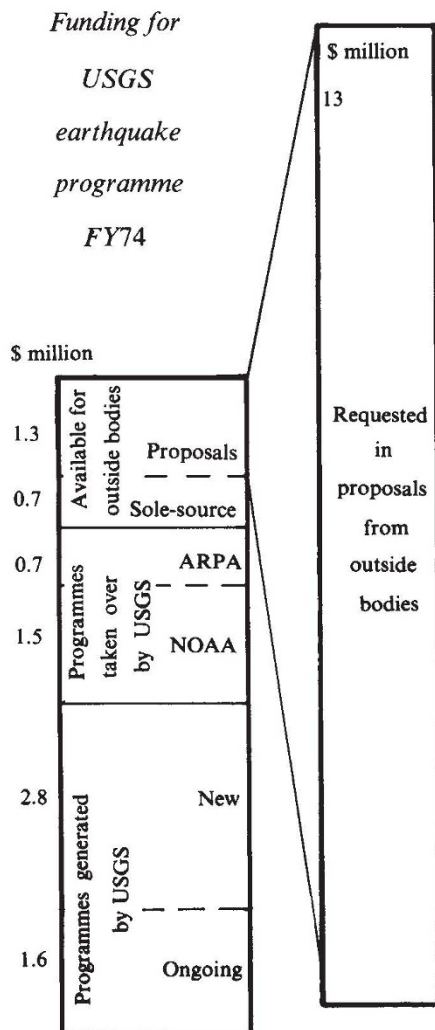 Funding for
USGS
earthquake
programme
FY74
$ million
1.3
0.7
0.7
1.5
2.8
1.6
Available for
outside bodies
Proposals
Sole-source
Programmes
taken over
by USGS
ARPA
NOAA
Programmes generated
by USGS
New
Ongoing
$ million
13
Requested
in
proposals
from
outside
bodies